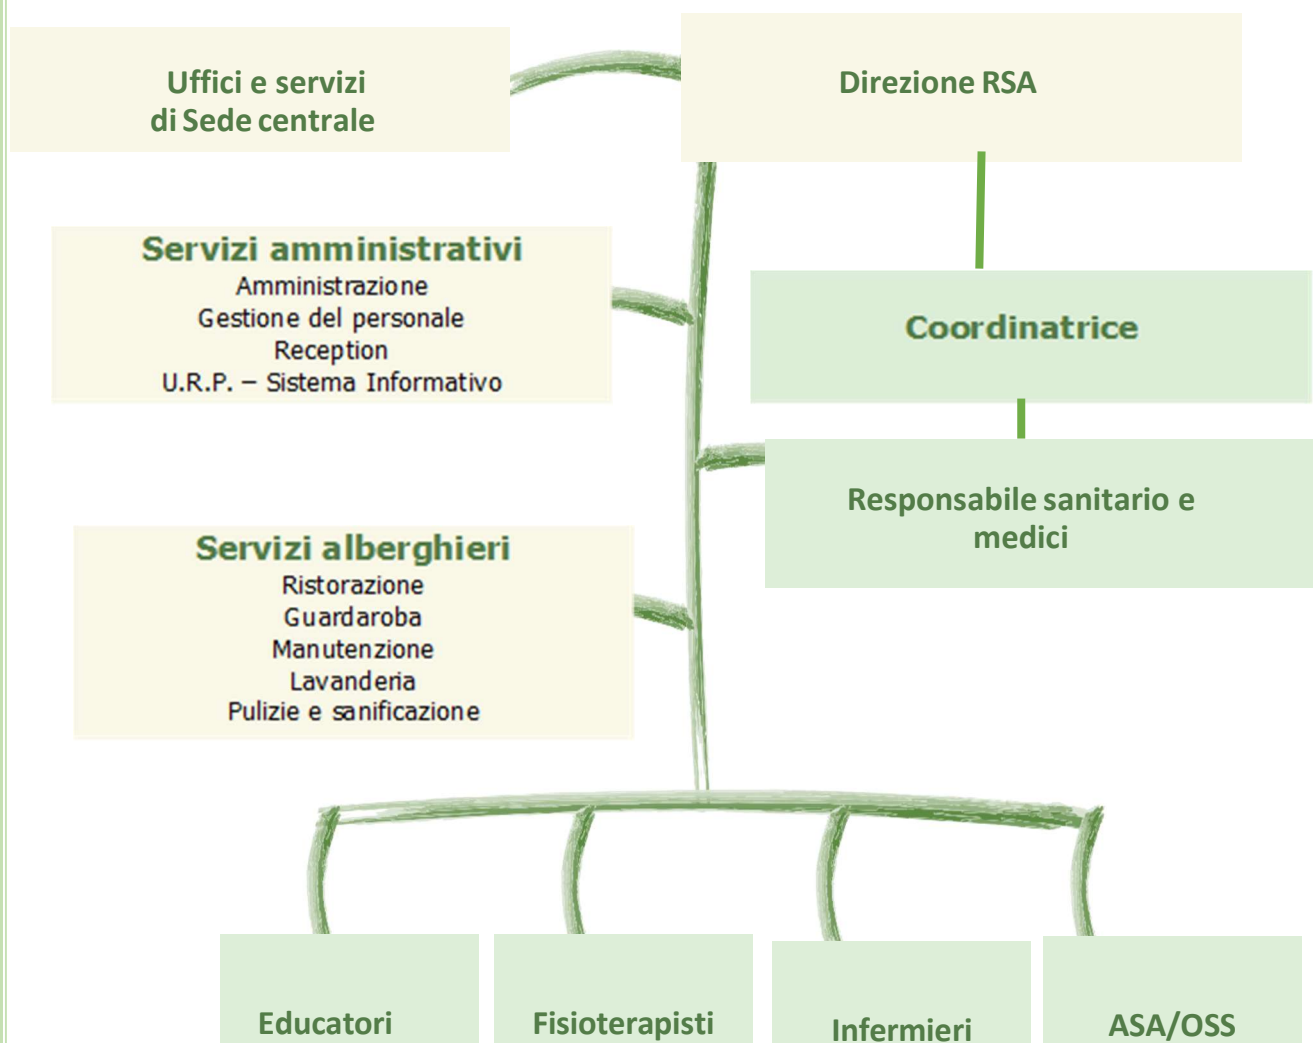 Uffici e servizi
di Sede centrale
Direzione RSA
Servizi amministrativi
Amministrazione
Gestione del personale
Reception
U.R.P. – Sistema Informativo
Coordinatrice
Responsabile sanitario e
medici
Servizi alberghieri
Ristorazione
Guardaroba
Manutenzione
Lavanderia
Pulizie e sanificazione
Educatori
Fisioterapisti
Infermieri
ASA/OSS